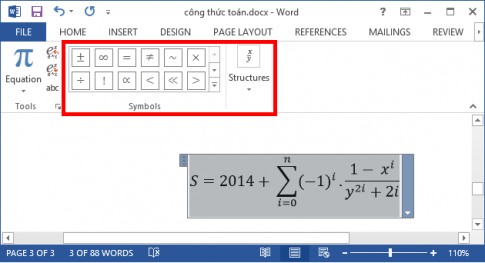 công thức toán.docx - Word
FILE HOME INSERT DESIGN PAGE LAYOUT REFERENCES MAILINGS REVIEW
π Equation abc
± ∞ = ≠ ~ ×
÷ ! ∝ < ≪ >
x/y Structures
Tools Symbols
S = 2014 + ∑_{i=0}^{n} (−1)^i . (1 − x^i)/(y^{2i} + 2i)
PAGE 3 OF 3 3 OF 88 WORDS 110%